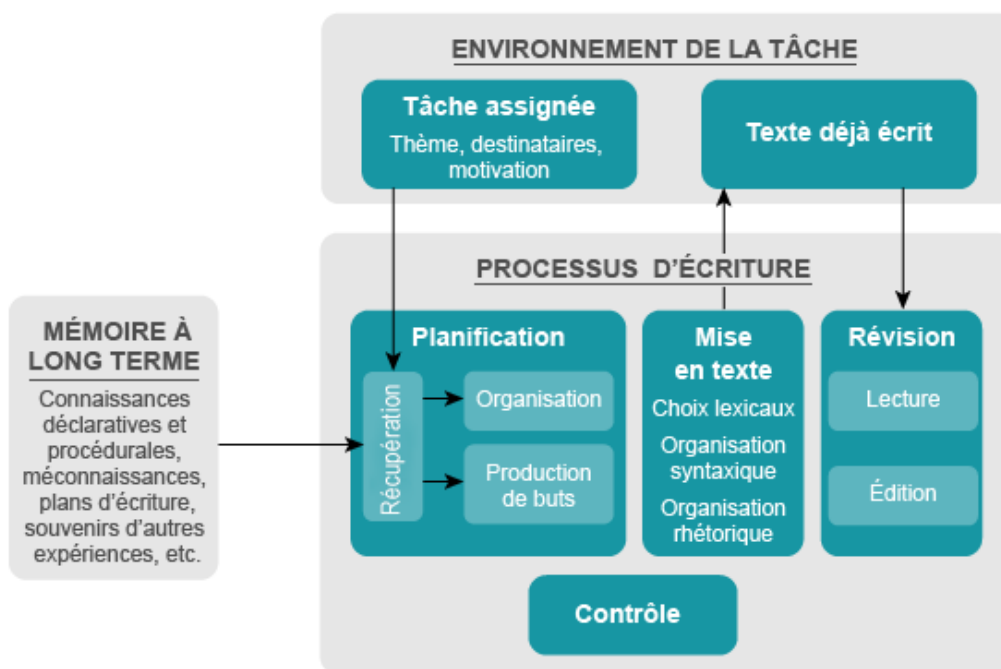 ENVIRONNEMENT DE LA TÂCHE
Tâche assignée
Thème, destinataires,
motivation
Texte déjà écrit
PROCESSUS D'ÉCRITURE
MÉMOIRE À
LONG TERME
Connaissances
déclaratives et
procédurales,
méconnaissances,
plans d'écriture,
souvenirs d'autres
expériences, etc.
Planification
Récupération
Organisation
Production
de buts
Mise
en texte
Choix lexicaux
Organisation
syntaxique
Organisation
rhétorique
Révision
Lecture
Édition
Contrôle